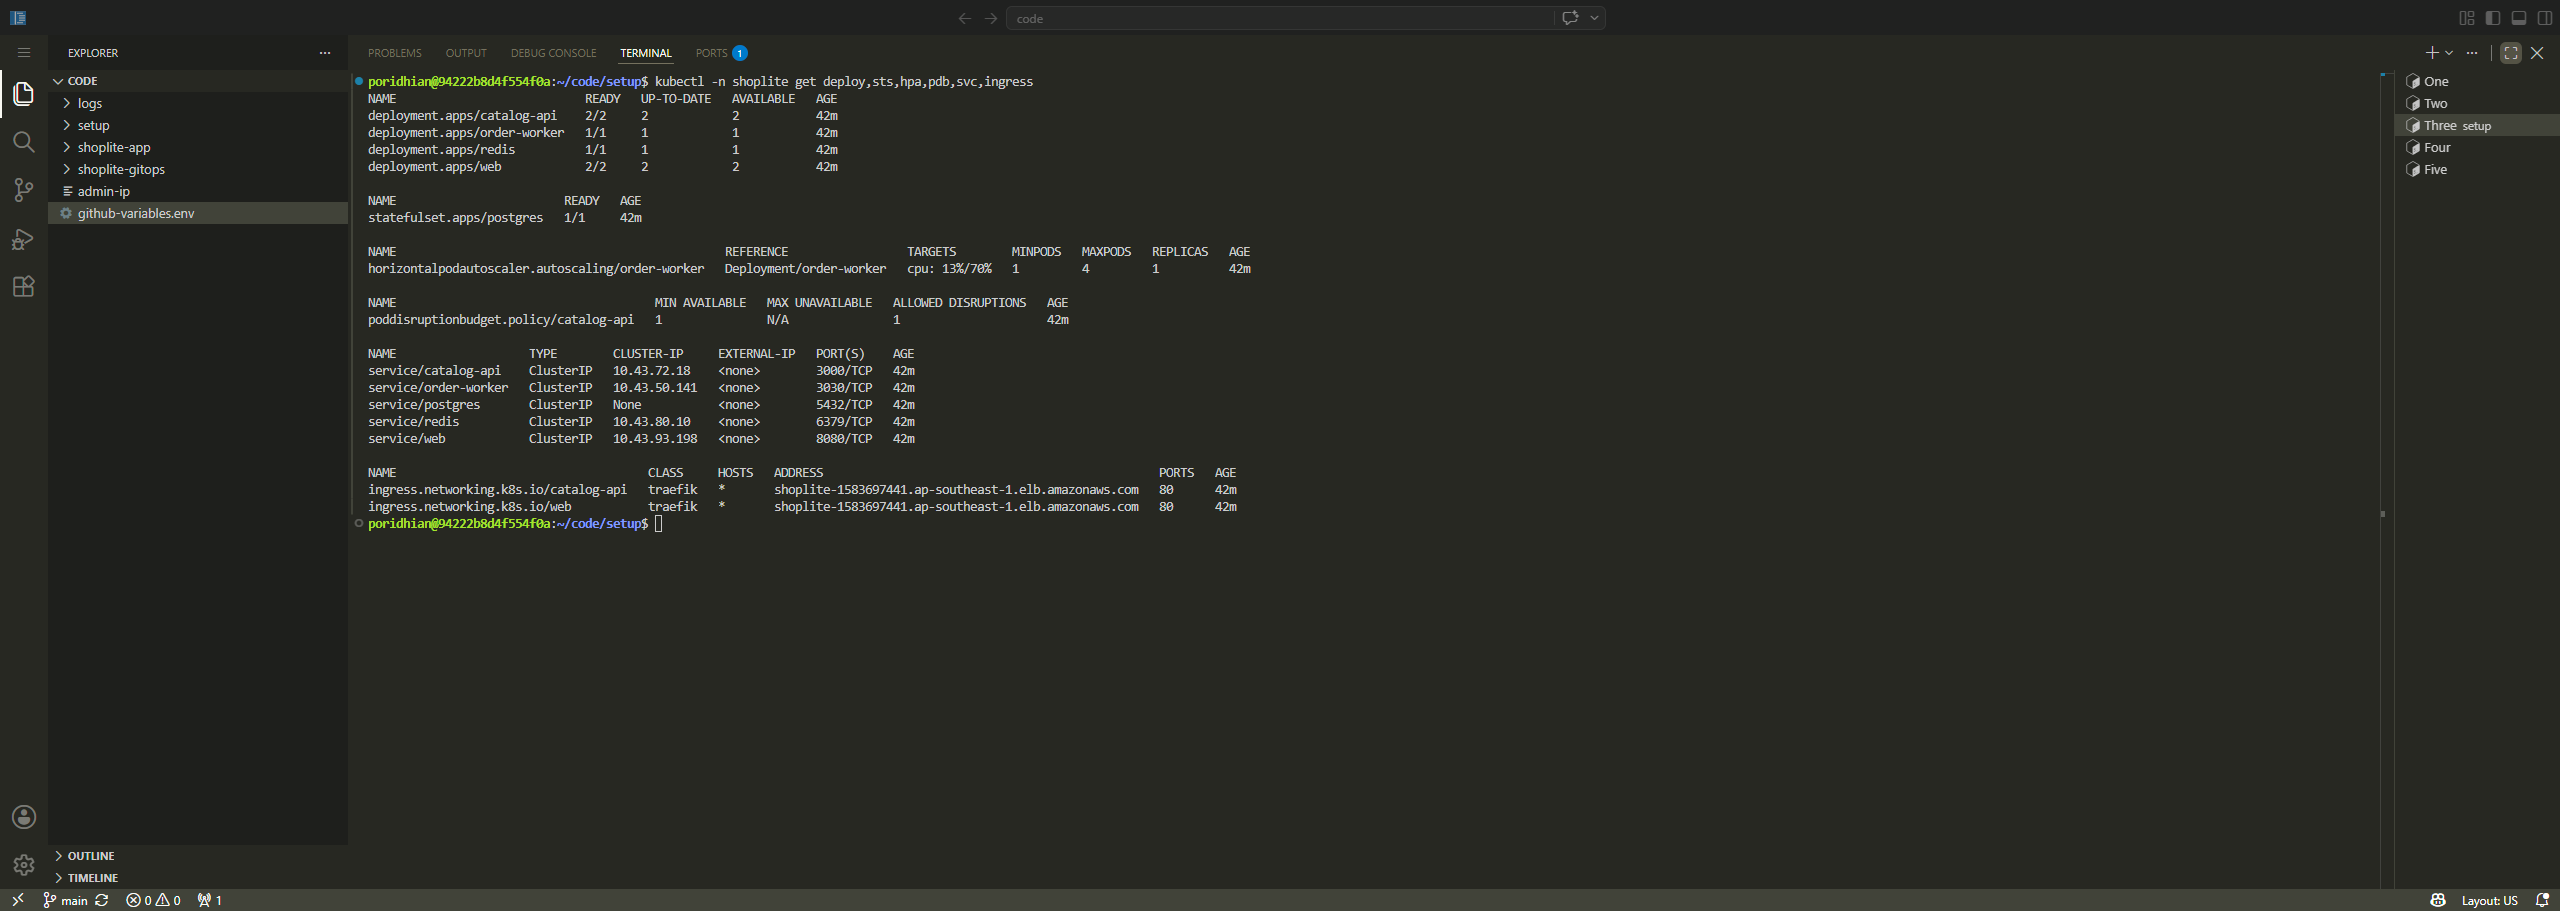 code
EXPLORER
PROBLEMS OUTPUT DEBUG CONSOLE TERMINAL PORTS 1
CODE
logs
setup
shoplite-app
shoplite-gitops
admin-ip
github-variables.env
OUTLINE
TIMELINE
poridhian@94222b8d4f554f0a:~/code/setup$ kubectl -n shoplite get deploy,sts,hpa,pdb,svc,ingress
NAME READY UP-TO-DATE AVAILABLE AGE
deployment.apps/catalog-api 2/2 2 2 42m
deployment.apps/order-worker 1/1 1 1 42m
deployment.apps/redis 1/1 1 1 42m
deployment.apps/web 2/2 2 2 42m
NAME READY AGE
statefulset.apps/postgres 1/1 42m
NAME REFERENCE TARGETS MINPODS MAXPODS REPLICAS AGE
horizontalpodautoscaler.autoscaling/order-worker Deployment/order-worker cpu: 13%/70% 1 4 1 42m
NAME MIN AVAILABLE MAX UNAVAILABLE ALLOWED DISRUPTIONS AGE
poddisruptionbudget.policy/catalog-api 1 N/A 1 42m
NAME TYPE CLUSTER-IP EXTERNAL-IP PORT(S) AGE
service/catalog-api ClusterIP 10.43.72.18 <none> 3000/TCP 42m
service/order-worker ClusterIP 10.43.50.141 <none> 3030/TCP 42m
service/postgres ClusterIP None <none> 5432/TCP 42m
service/redis ClusterIP 10.43.80.10 <none> 6379/TCP 42m
service/web ClusterIP 10.43.93.198 <none> 8080/TCP 42m
NAME CLASS HOSTS ADDRESS PORTS AGE
ingress.networking.k8s.io/catalog-api traefik * shoplite-1583697441.ap-southeast-1.elb.amazonaws.com 80 42m
ingress.networking.k8s.io/web traefik * shoplite-1583697441.ap-southeast-1.elb.amazonaws.com 80 42m
poridhian@94222b8d4f554f0a:~/code/setup$
One
Two
Three setup
Four
Five
main 0 0 1
Layout: US